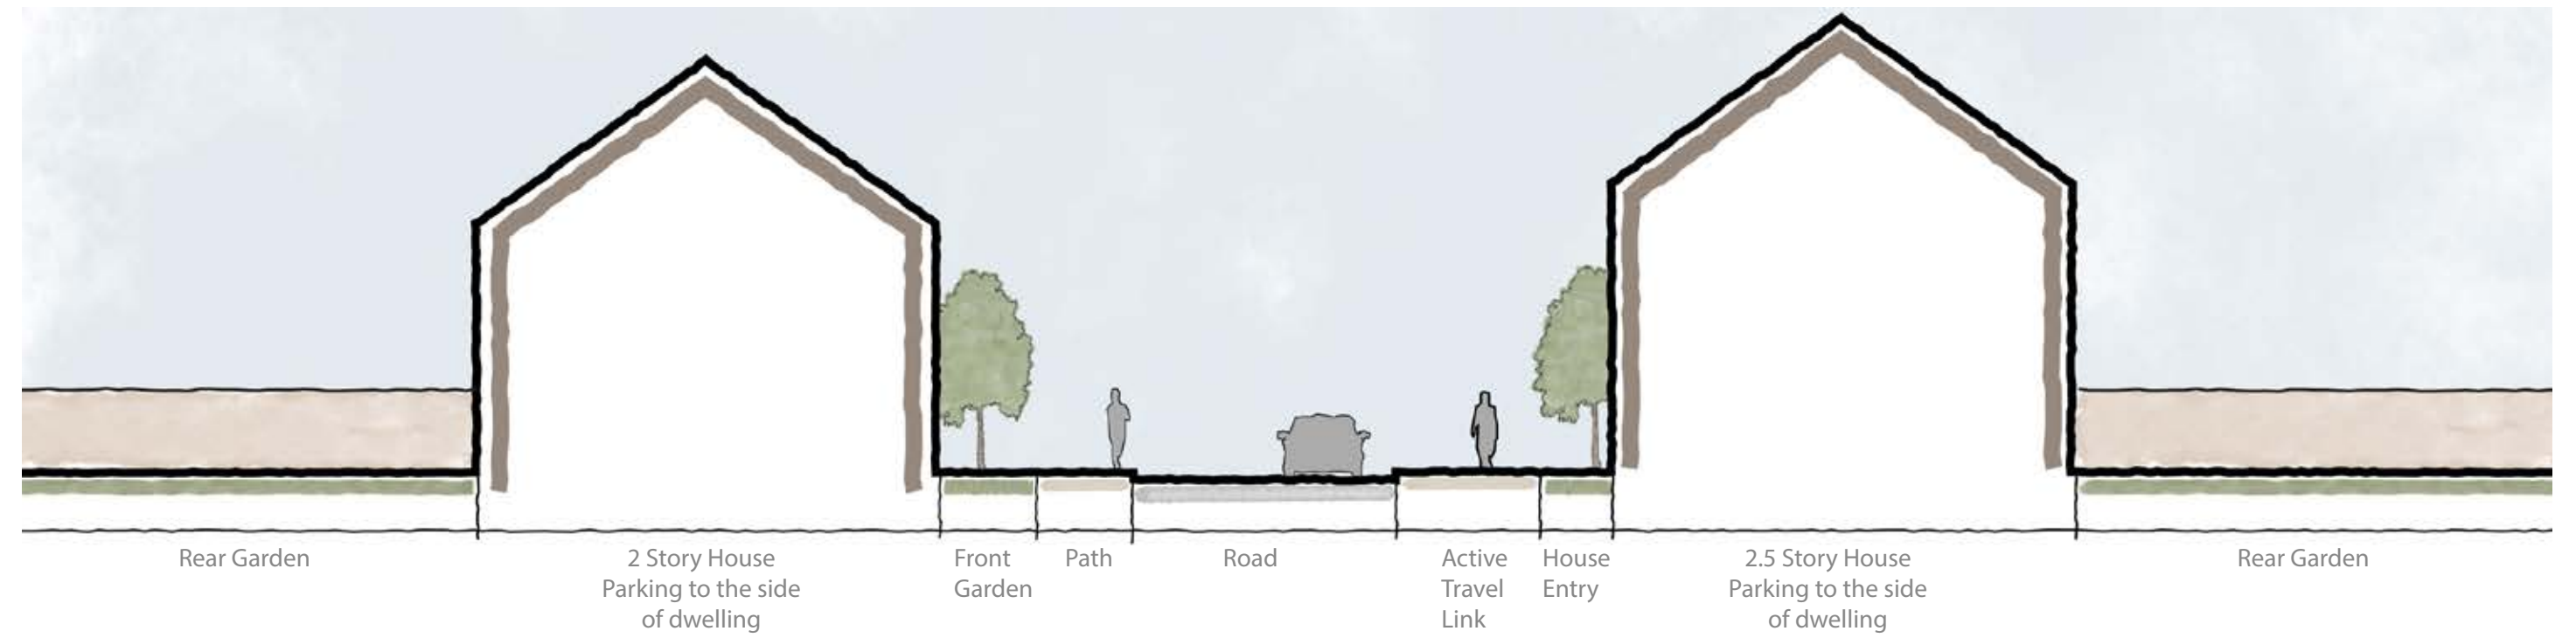 Rear Garden
2 Story House
Parking to the side
of dwelling
Front
Garden
Path
Road
Active
Travel
Link
House
Entry
2.5 Story House
Parking to the side
of dwelling
Rear Garden